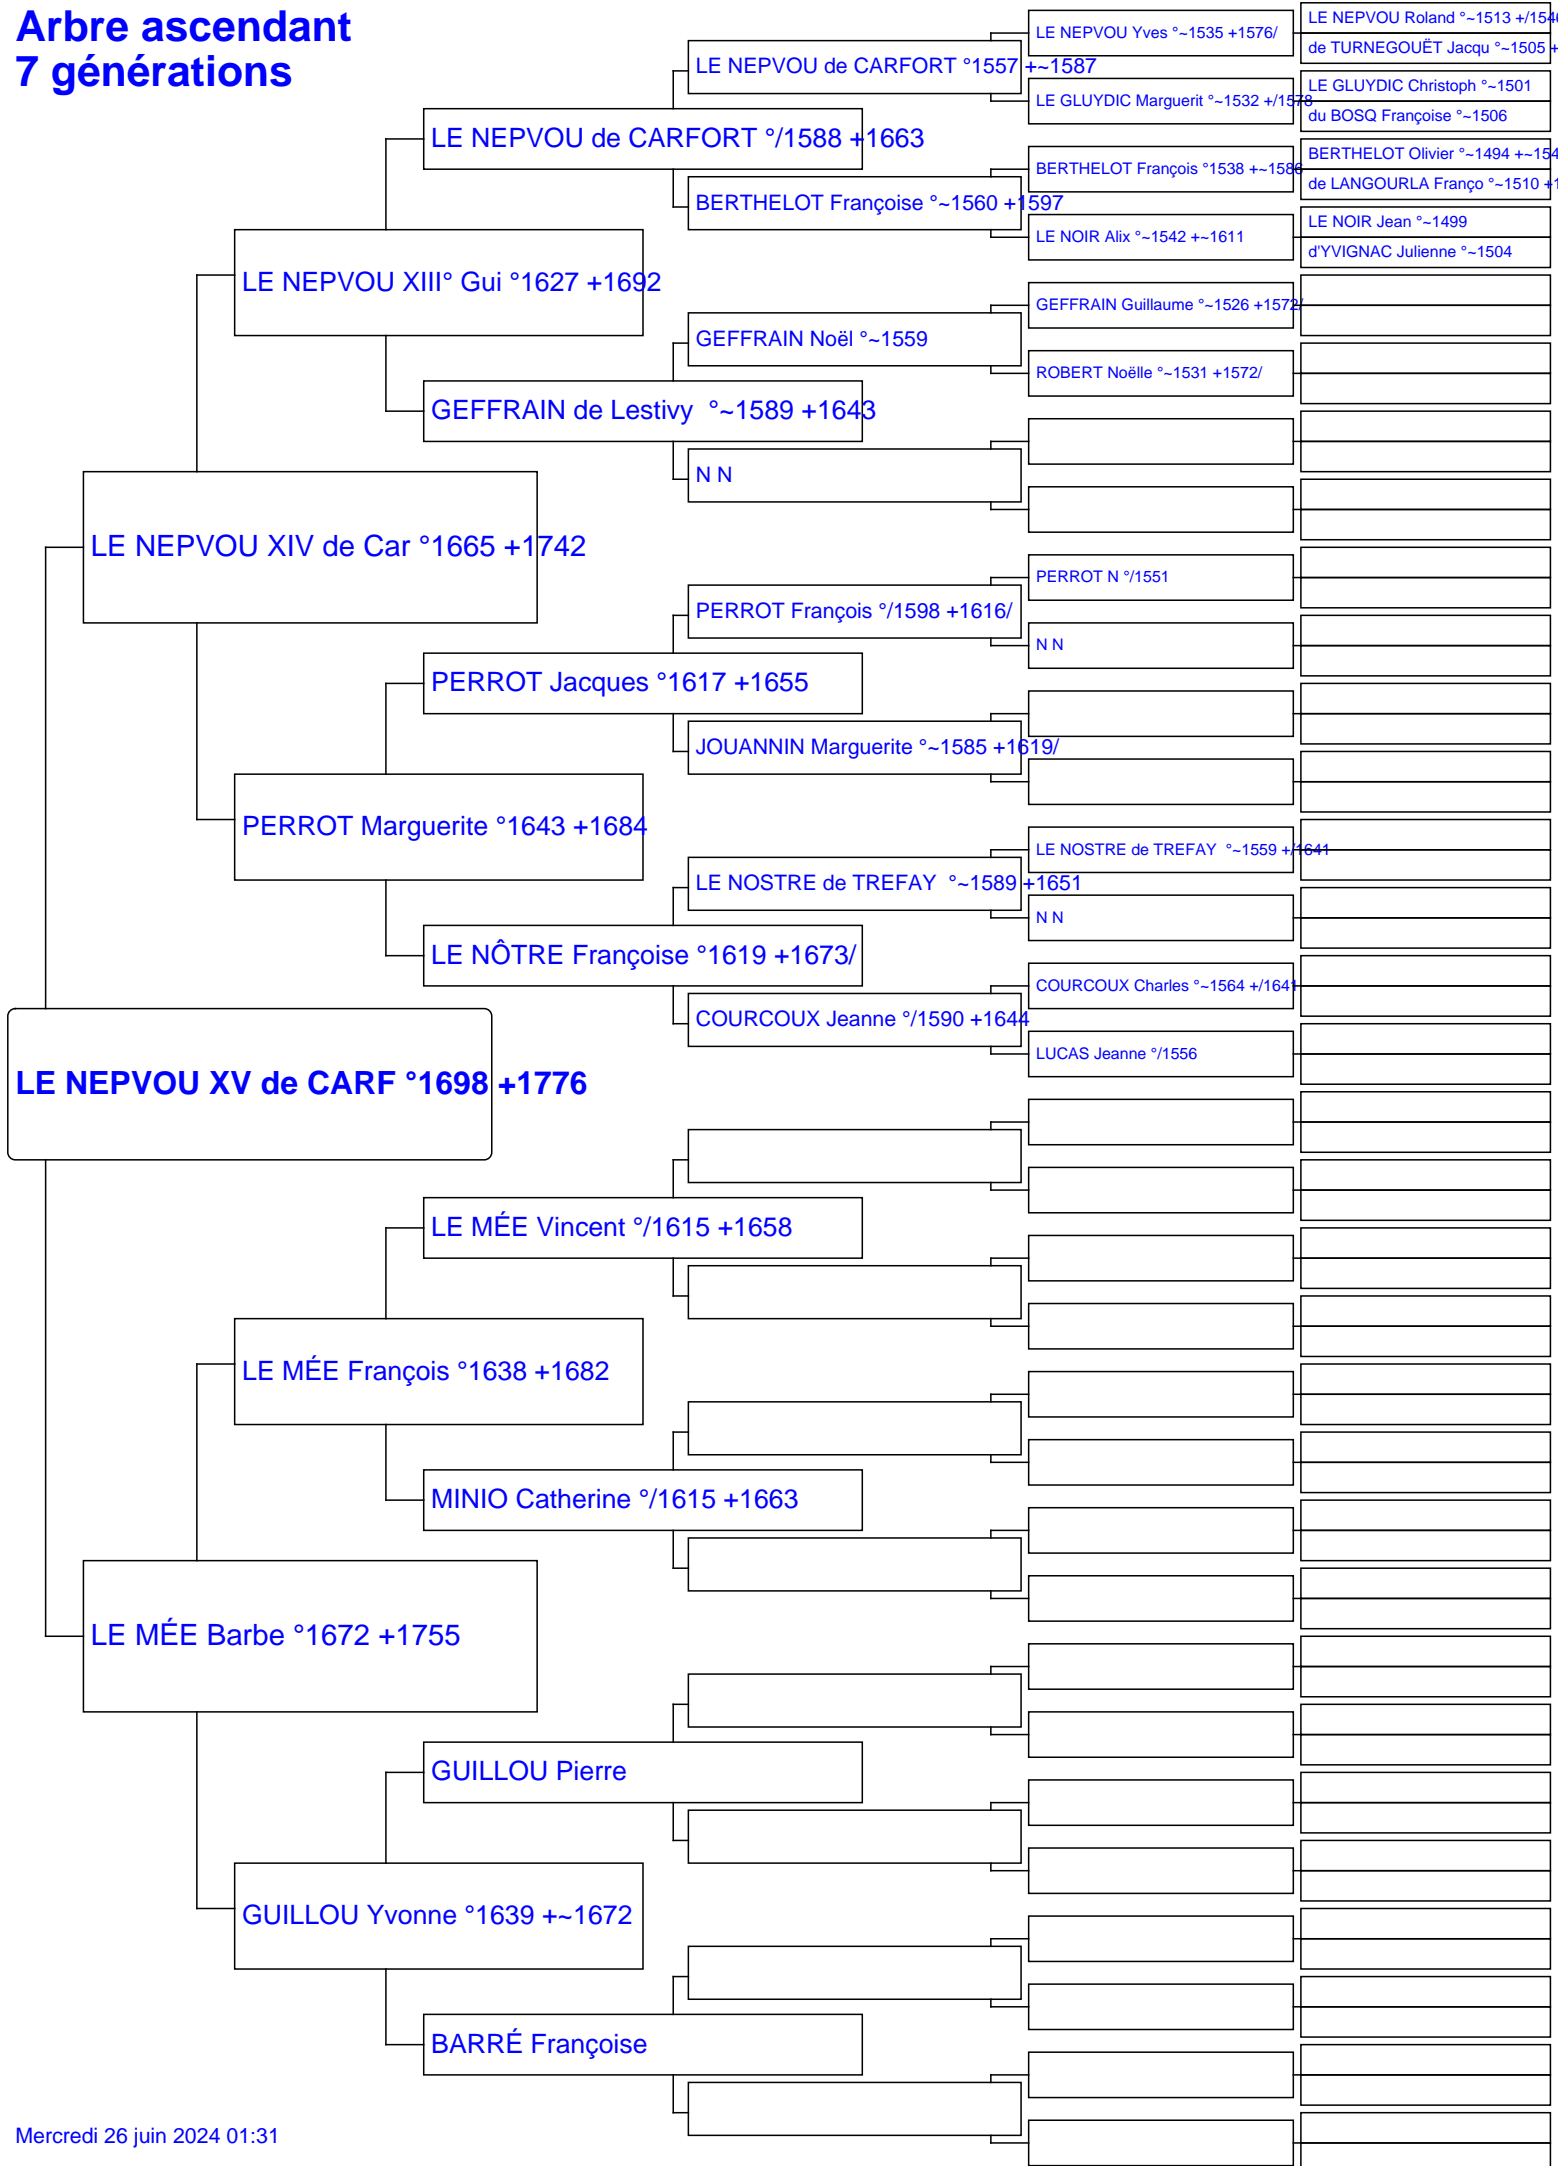 Arbre ascendant
7 générations
LE NEPVOU XV de CARF °1698 +1776
LE NEPVOU XIV de Car °1665 +1742
LE MÉE Barbe °1672 +1755
LE NEPVOU XIII° Gui °1627 +1692
PERROT Marguerite °1643 +1684
LE MÉE François °1638 +1682
GUILLOU Yvonne °1639 +~1672
LE NEPVOU de CARFORT °/1588 +1663
GEFFRAIN de Lestivy °~1589 +1643
PERROT Jacques °1617 +1655
LE NÔTRE Françoise °1619 +1673/
LE MÉE Vincent °/1615 +1658
MINIO Catherine °/1615 +1663
GUILLOU Pierre
BARRÉ Françoise
LE NEPVOU de CARFORT °1557 +~1587
BERTHELOT Françoise °~1560 +1597
GEFFRAIN Noël °~1559
N N
PERROT François °/1598 +1616/
JOUANNIN Marguerite °~1585 +1619/
LE NOSTRE de TREFAY °~1589 +1651
COURCOUX Jeanne °/1590 +1644
LE NEPVOU Yves °~1535 +1576/
LE GLUYDIC Marguerit °~1532 +/1578
BERTHELOT François °1538 +~1586
LE NOIR Alix °~1542 +~1611
GEFFRAIN Guillaume °~1526 +1572/
ROBERT Noëlle °~1531 +1572/
PERROT N °/1551
N N
LE NOSTRE de TREFAY °~1559 +/1641
N N
COURCOUX Charles °~1564 +/1641
LUCAS Jeanne °/1556
LE NEPVOU Roland °~1513 +/154
de TURNEGOUËT Jacqu °~1505 +
LE GLUYDIC Christoph °~1501
du BOSQ Françoise °~1506
BERTHELOT Olivier °~1494 +~154
de LANGOURLA Franço °~1510 +1
LE NOIR Jean °~1499
d'YVIGNAC Julienne °~1504
Mercredi 26 juin 2024 01:31